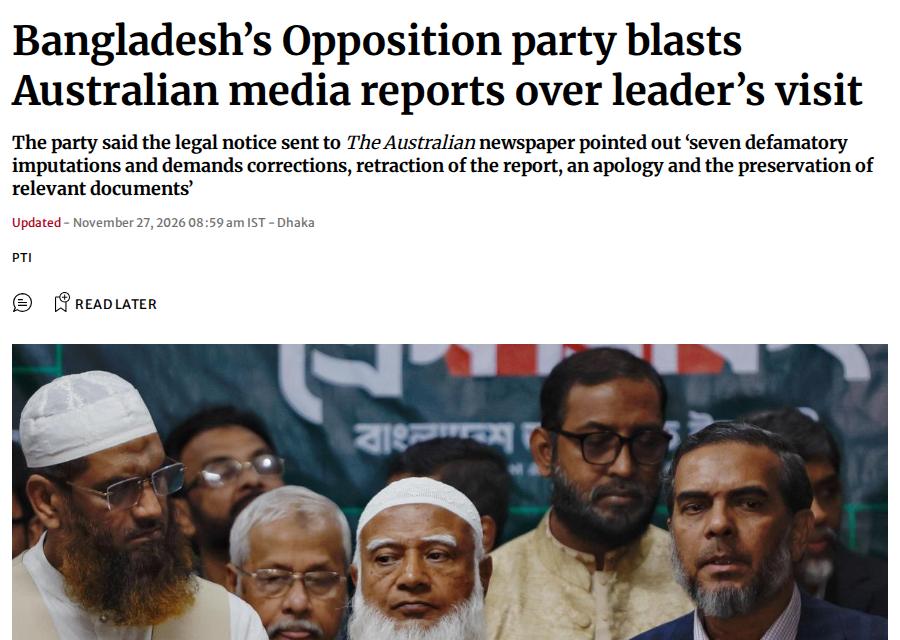 Bangladesh’s Opposition party blasts
Australian media reports over leader’s visit
The party said the legal notice sent to The Australian newspaper pointed out ‘seven defamatory
imputations and demands corrections, retraction of the report, an apology and the preservation of
relevant documents’
Updated - November 27, 2026 08:59 am IST - Dhaka
PTI
READ LATER
বাংলাদেশ